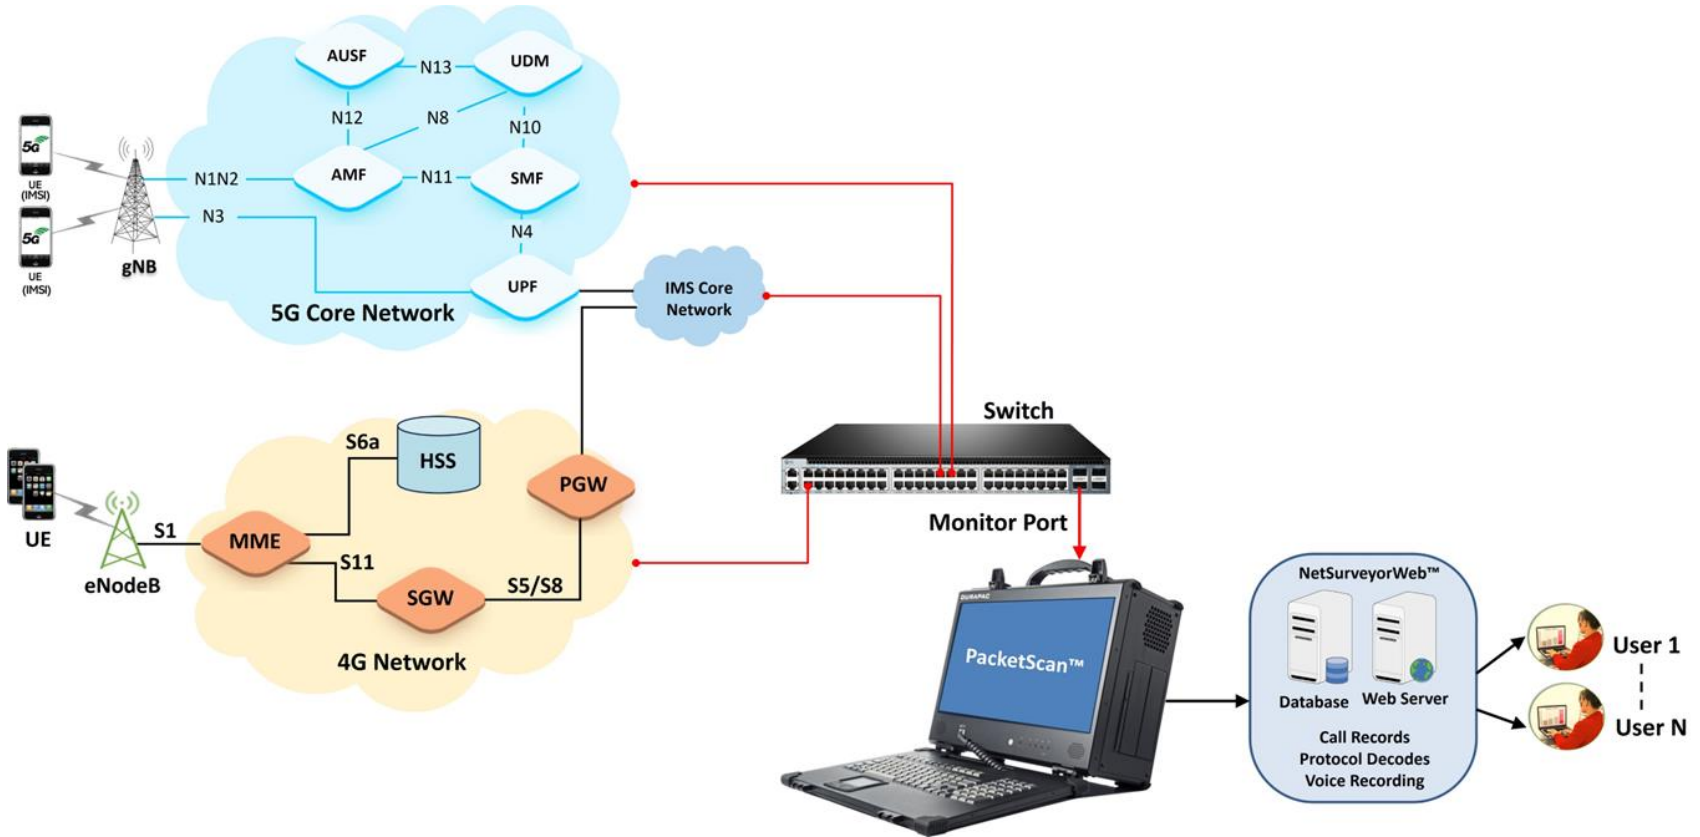 AUSF
N13
UDM
N12
N8
N10
5G
UE
(IMSI)
5G
UE
(IMSI)
gNB
N1N2
AMF
N11
SMF
N3
N4
UPF
5G Core Network
IMS Core
Network
Switch
Monitor Port
S6a
HSS
PGW
UE
eNodeB
S1
MME
S11
SGW
S5/S8
4G Network
DURAPAC
PacketScan™
NetSurveyorWeb™
Database
Web Server
Call Records
Protocol Decodes
Voice Recording
User 1
User N